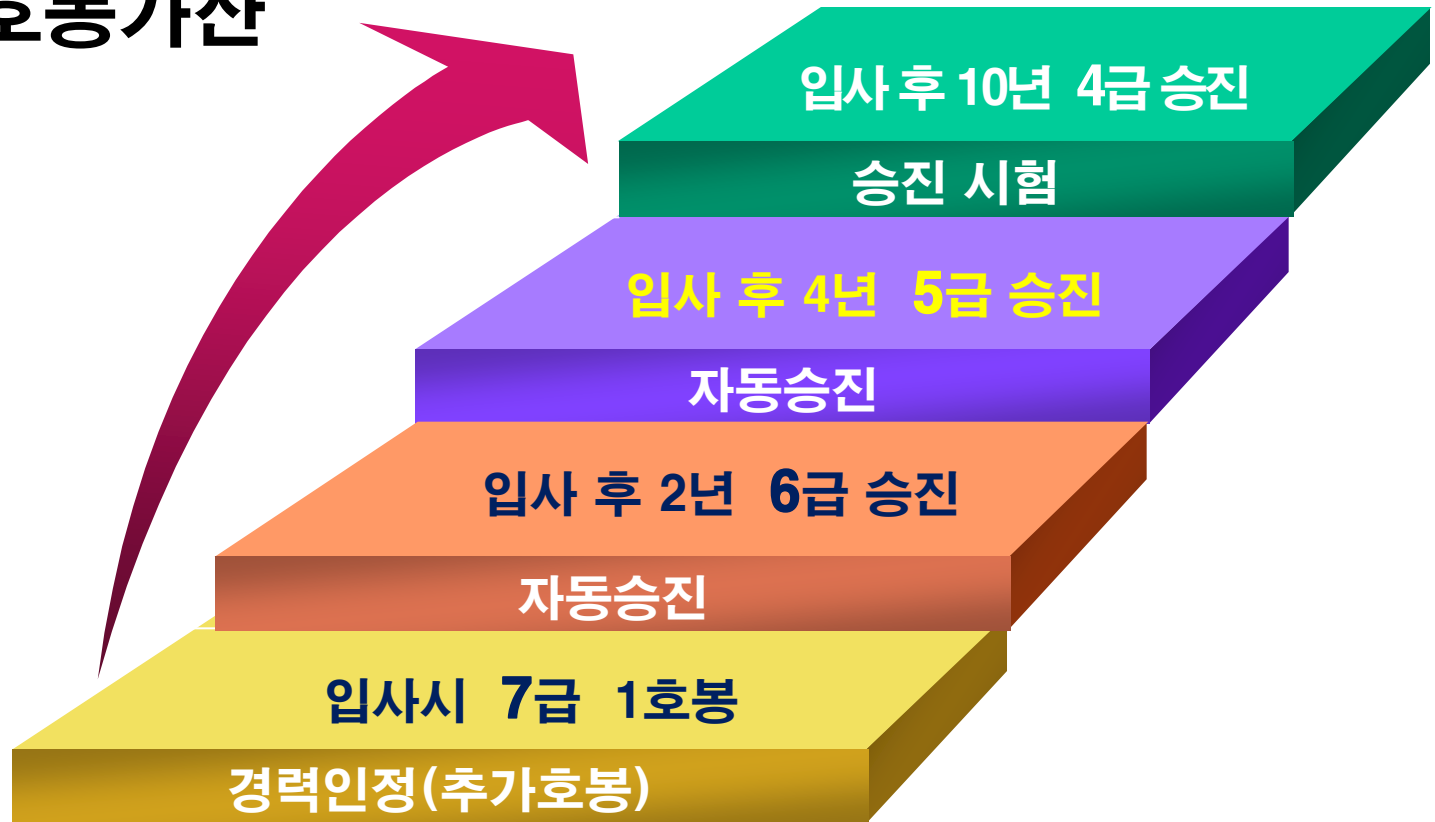 입사 후 10년 4급 승진
승진 시험
입사 후 4년 5급 승진
자동승진
입사 후 2년 6급 승진
자동승진
입사시 7급 1호봉
경력인정(추가호봉)